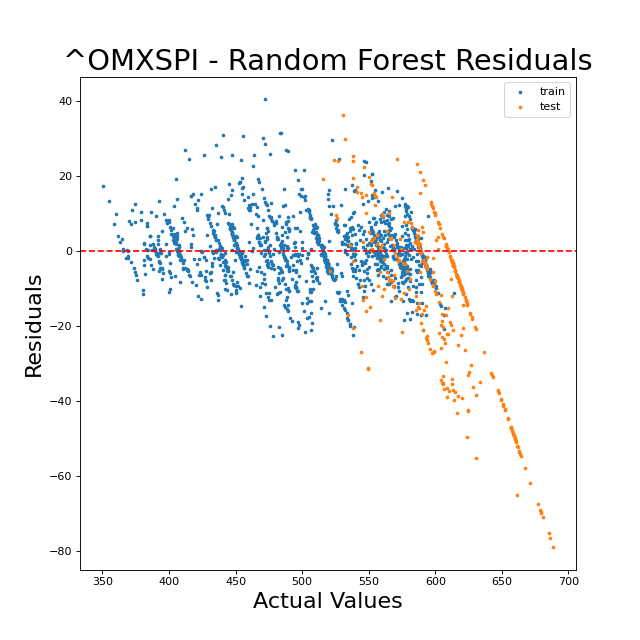 ^OMXSPI - Random Forest Residuals
train
test
40
20
0
−20
−40
−60
−80
Residuals
350 400 450 500 550 600 650 700
Actual Values